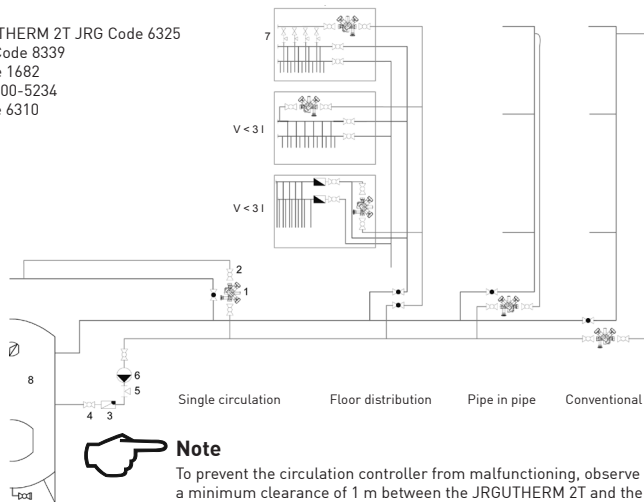 THERM 2T JRG Code 6325
Code 8339
1682
00-5234
6310
7
V < 3 l
V < 3 l
2
1
6
5
8
4 3
Single circulation Floor distribution Pipe in pipe Conventional
Note
To prevent the circulation controller from malfunctioning, observe
a minimum clearance of 1 m between the JRGUTHERM 2T and the